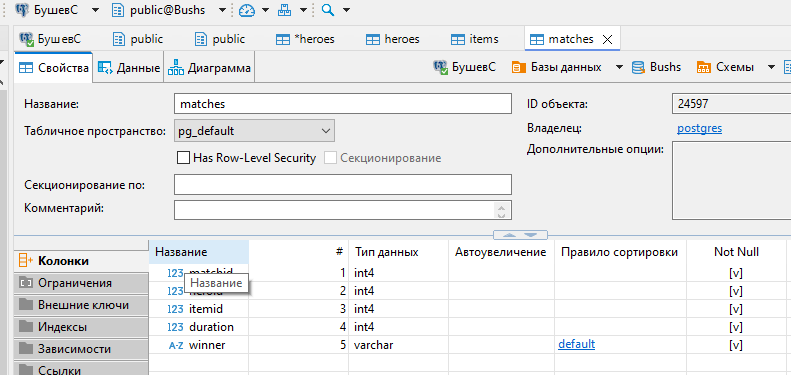 БушевС public@Bushs
БушевС public public *heroes heroes items matches
Свойства Данные Диаграмма БушевС Базы данных Bushs Схемы
Название: matches ID объекта: 24597
Табличное пространство: pg_default Владелец: postgres
Дополнительные опции:
Has Row-Level Security Секционирование
Секционирование по:
Комментарий:
Колонки Название # Тип данных Автоувеличение Правило сортировки Not Null
Ограничения 123 1 int4 [v]
Название
Внешние ключи 123 2 int4 [v]
Индексы 123 itemid 3 int4 [v]
123 duration 4 int4 [v]
Зависимости A-Z winner 5 varchar default [v]
Ссылки